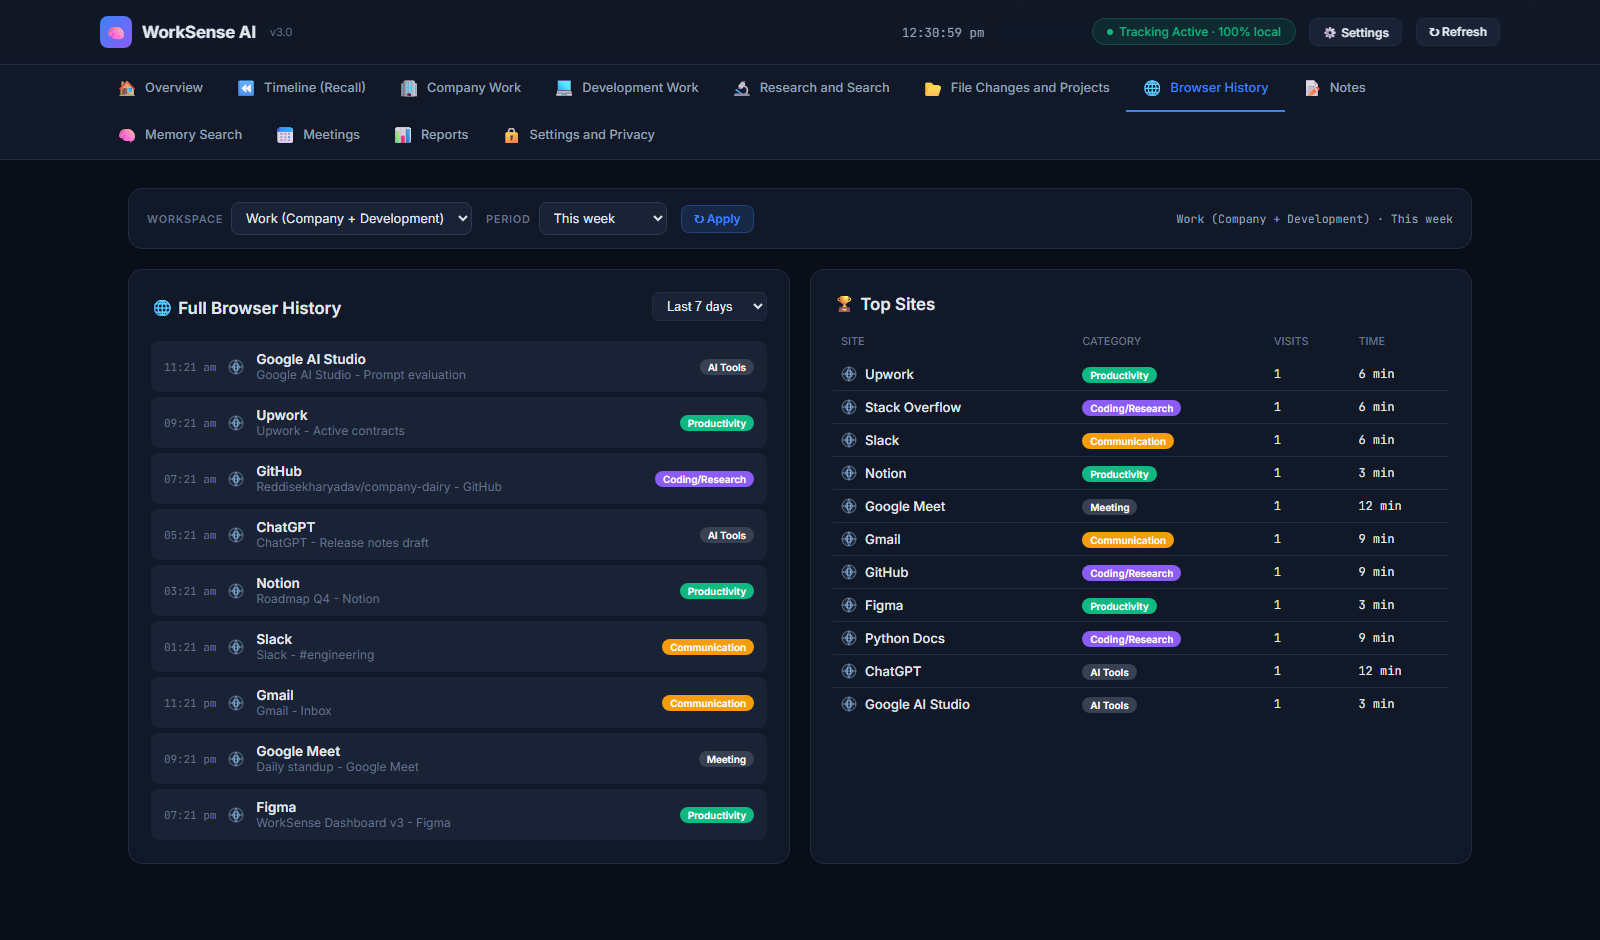 WorkSense AI v3.0
12:30:59 pm
Tracking Active · 100% local
Settings
Refresh
Overview
Timeline (Recall)
Company Work
Development Work
Research and Search
File Changes and Projects
Browser History
Notes
Memory Search
Meetings
Reports
Settings and Privacy
WORKSPACE Work (Company + Development) PERIOD This week Apply
Work (Company + Development) · This week
Full Browser History
Last 7 days
11:21 am Google AI Studio AI Tools
Google AI Studio - Prompt evaluation
09:21 am Upwork Productivity
Upwork - Active contracts
07:21 am GitHub Coding/Research
Reddisekharyadav/company-dairy - GitHub
05:21 am ChatGPT AI Tools
ChatGPT - Release notes draft
03:21 am Notion Productivity
Roadmap Q4 - Notion
01:21 am Slack Communication
Slack - #engineering
11:21 pm Gmail Communication
Gmail - Inbox
09:21 pm Google Meet Meeting
Daily standup - Google Meet
07:21 pm Figma Productivity
WorkSense Dashboard v3 - Figma
Top Sites
SITE CATEGORY VISITS TIME
Upwork Productivity 1 6 min
Stack Overflow Coding/Research 1 6 min
Slack Communication 1 6 min
Notion Productivity 1 3 min
Google Meet Meeting 1 12 min
Gmail Communication 1 9 min
GitHub Coding/Research 1 9 min
Figma Productivity 1 3 min
Python Docs Coding/Research 1 9 min
ChatGPT AI Tools 1 12 min
Google AI Studio AI Tools 1 3 min